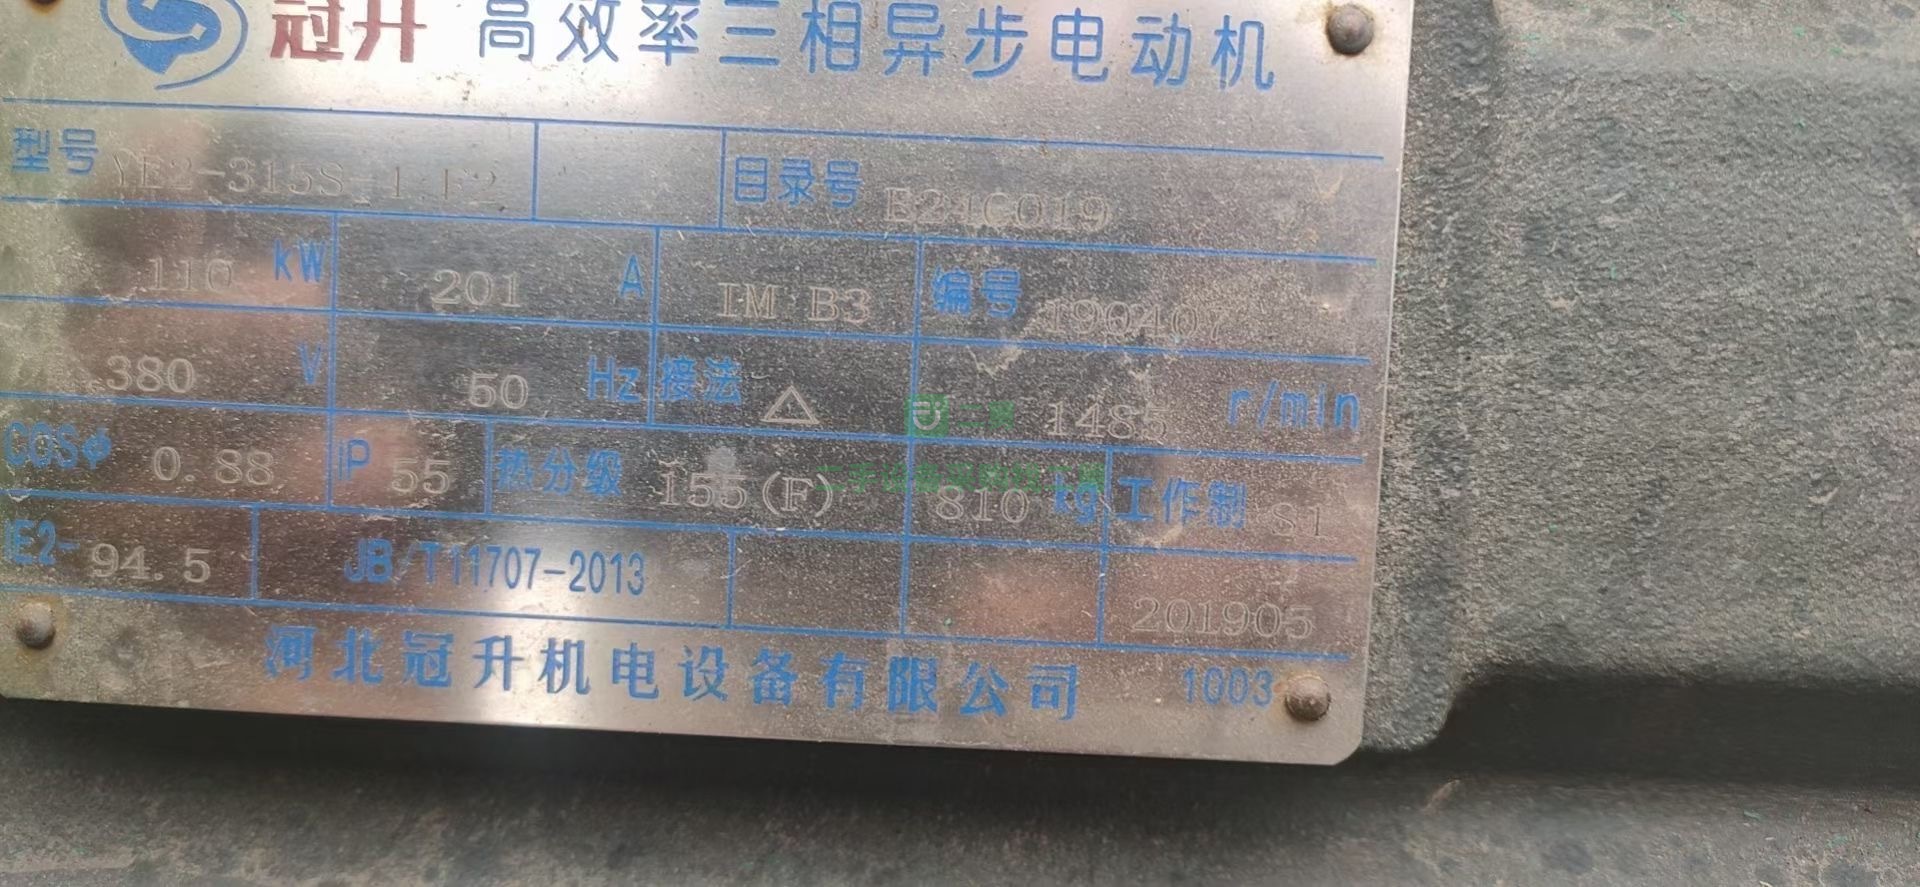 冠升 高效率三相异步电动机
型号 YE2-315S-4 目录号 B24C019
110 kW 201 A IM B3 编号 190407
380 V 50 Hz 接法 △ 1485 r/min
COSφ 0.88 IP 55 热分级 155(F) 810 kg 工作制 S1
IE2- 94.5 JB/T11707-2013 201905
河北冠升机电设备有限公司 1003